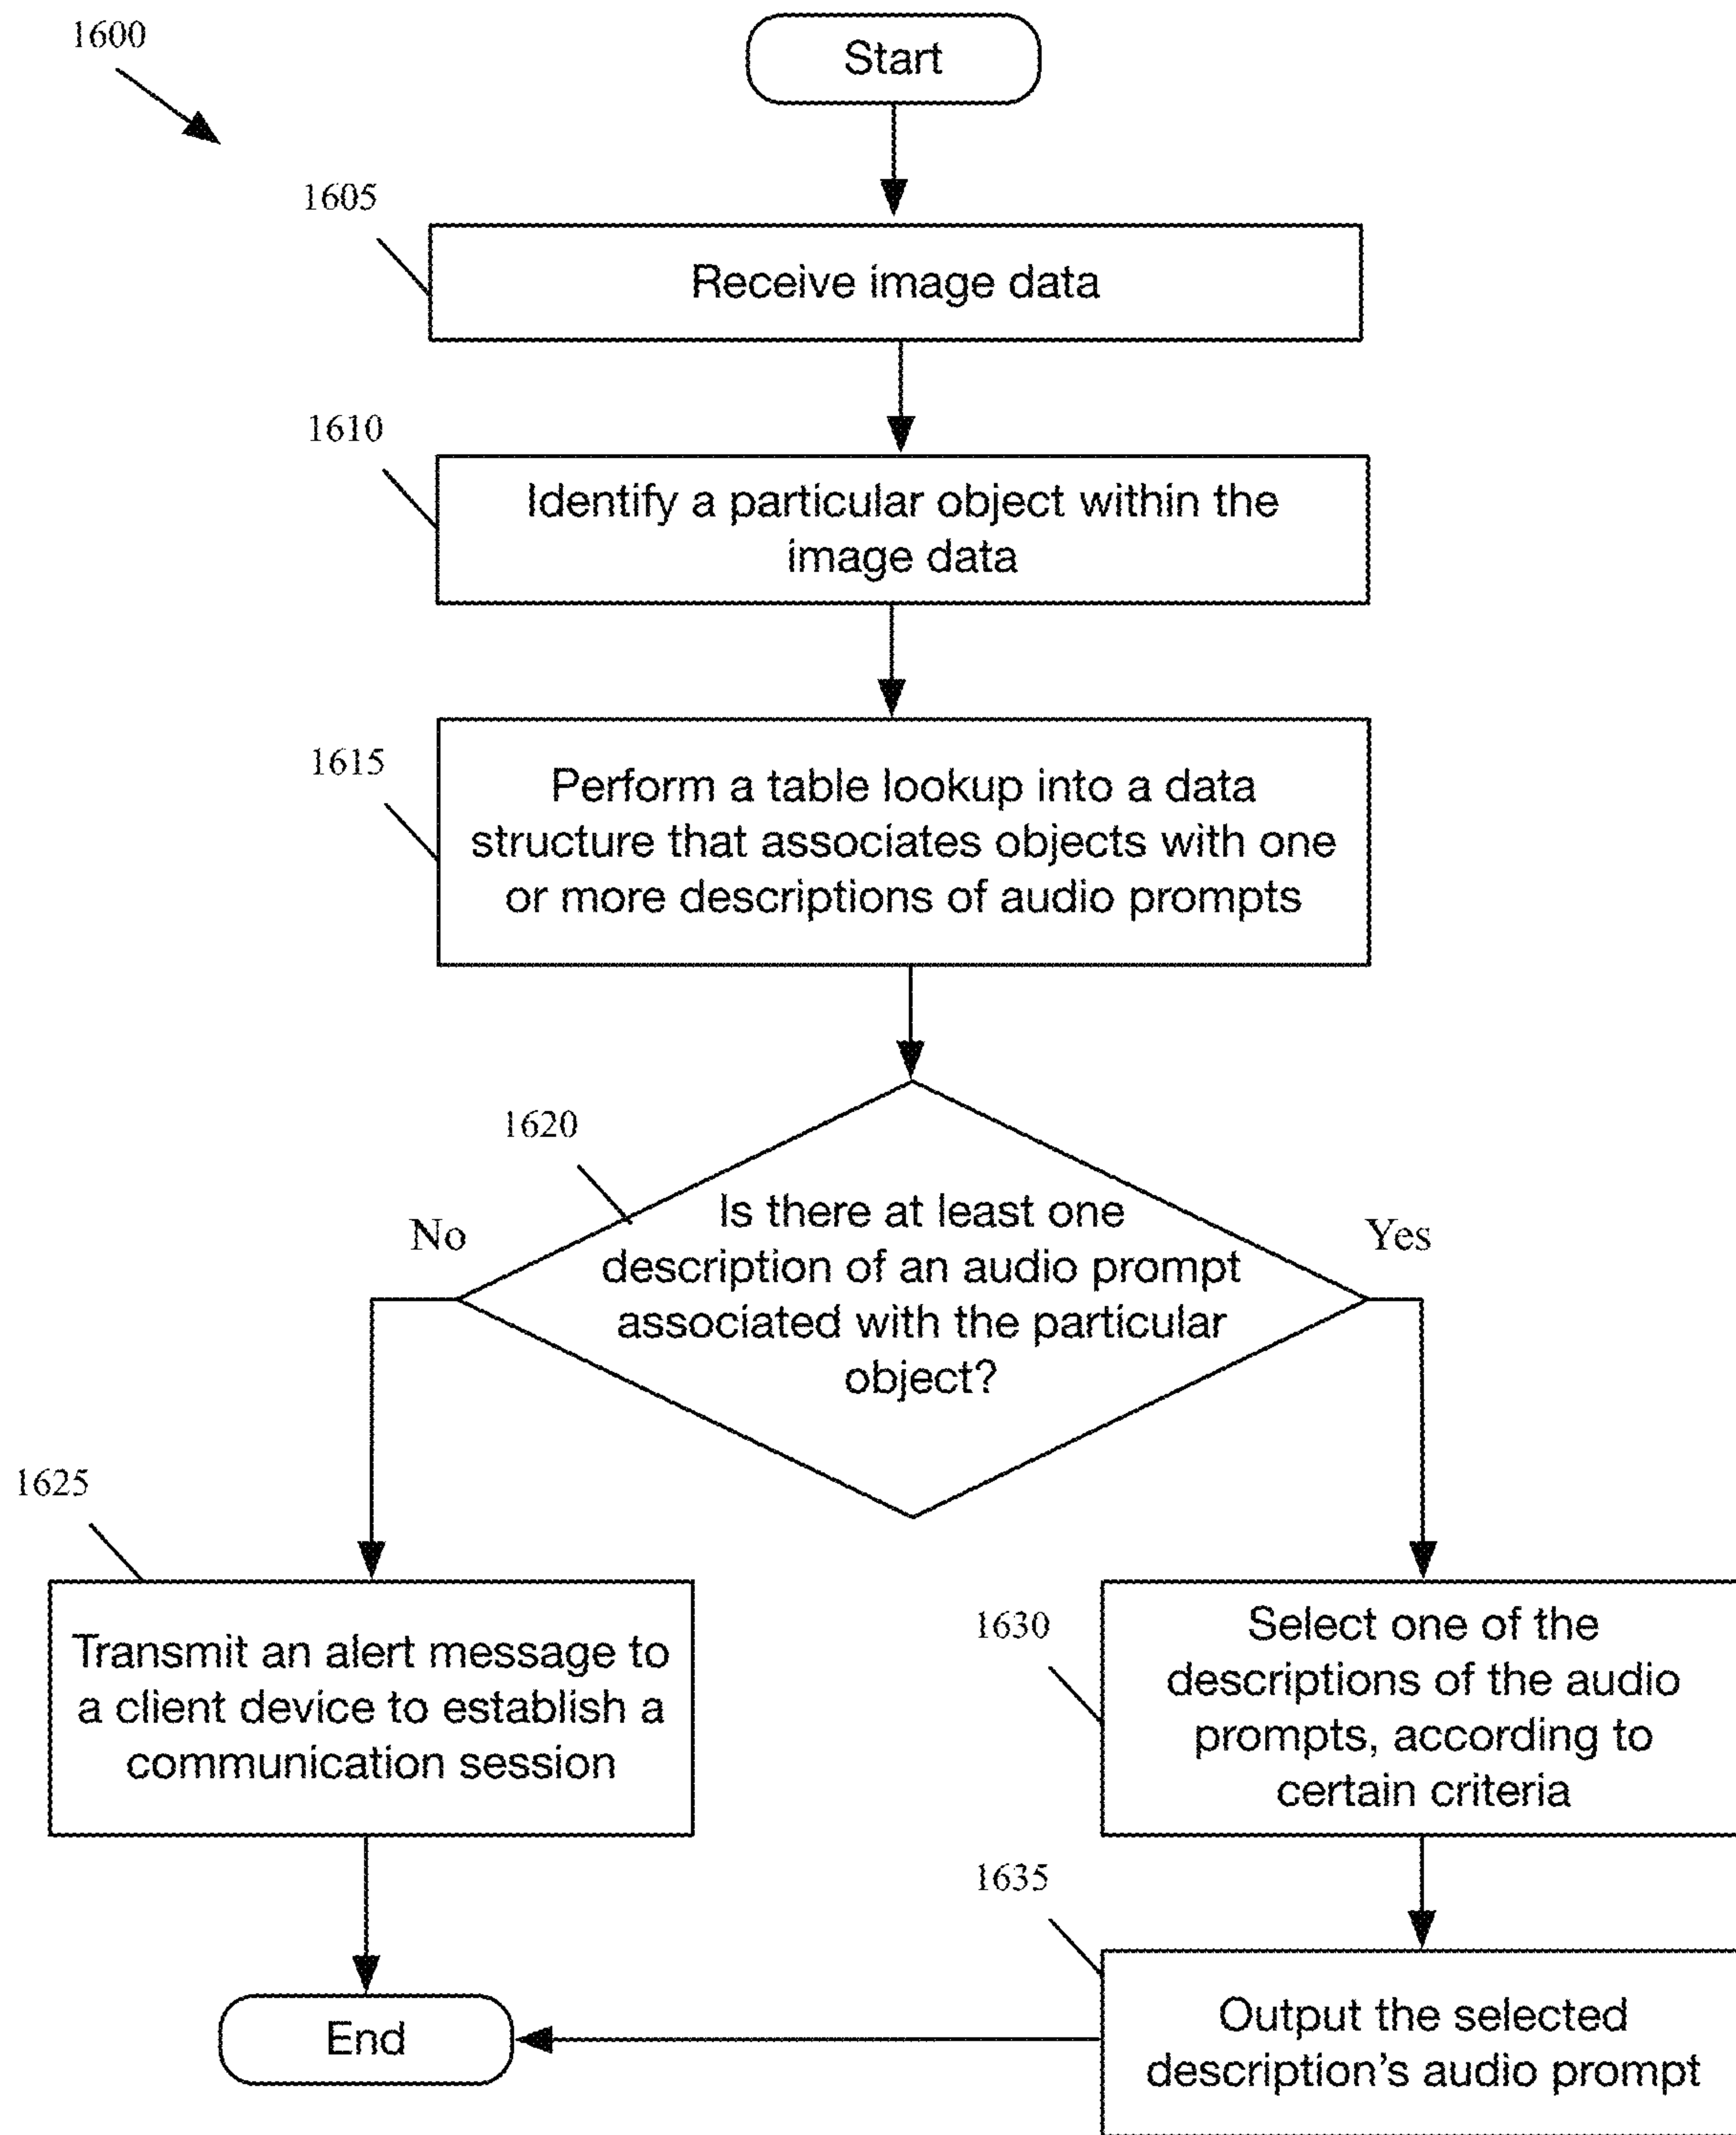 1600
Start
1605
Receive image data
1610
Identify a particular object within the
image data
1615
Perform a table lookup into a data
structure that associates objects with one
or more descriptions of audio prompts
1620
Is there at least one
description of an audio prompt
associated with the particular
object?
No
Yes
1625
Transmit an alert message to
a client device to establish a
communication session
1630
Select one of the
descriptions of the audio
prompts, according to
certain criteria
1635
Output the selected
description's audio prompt
End